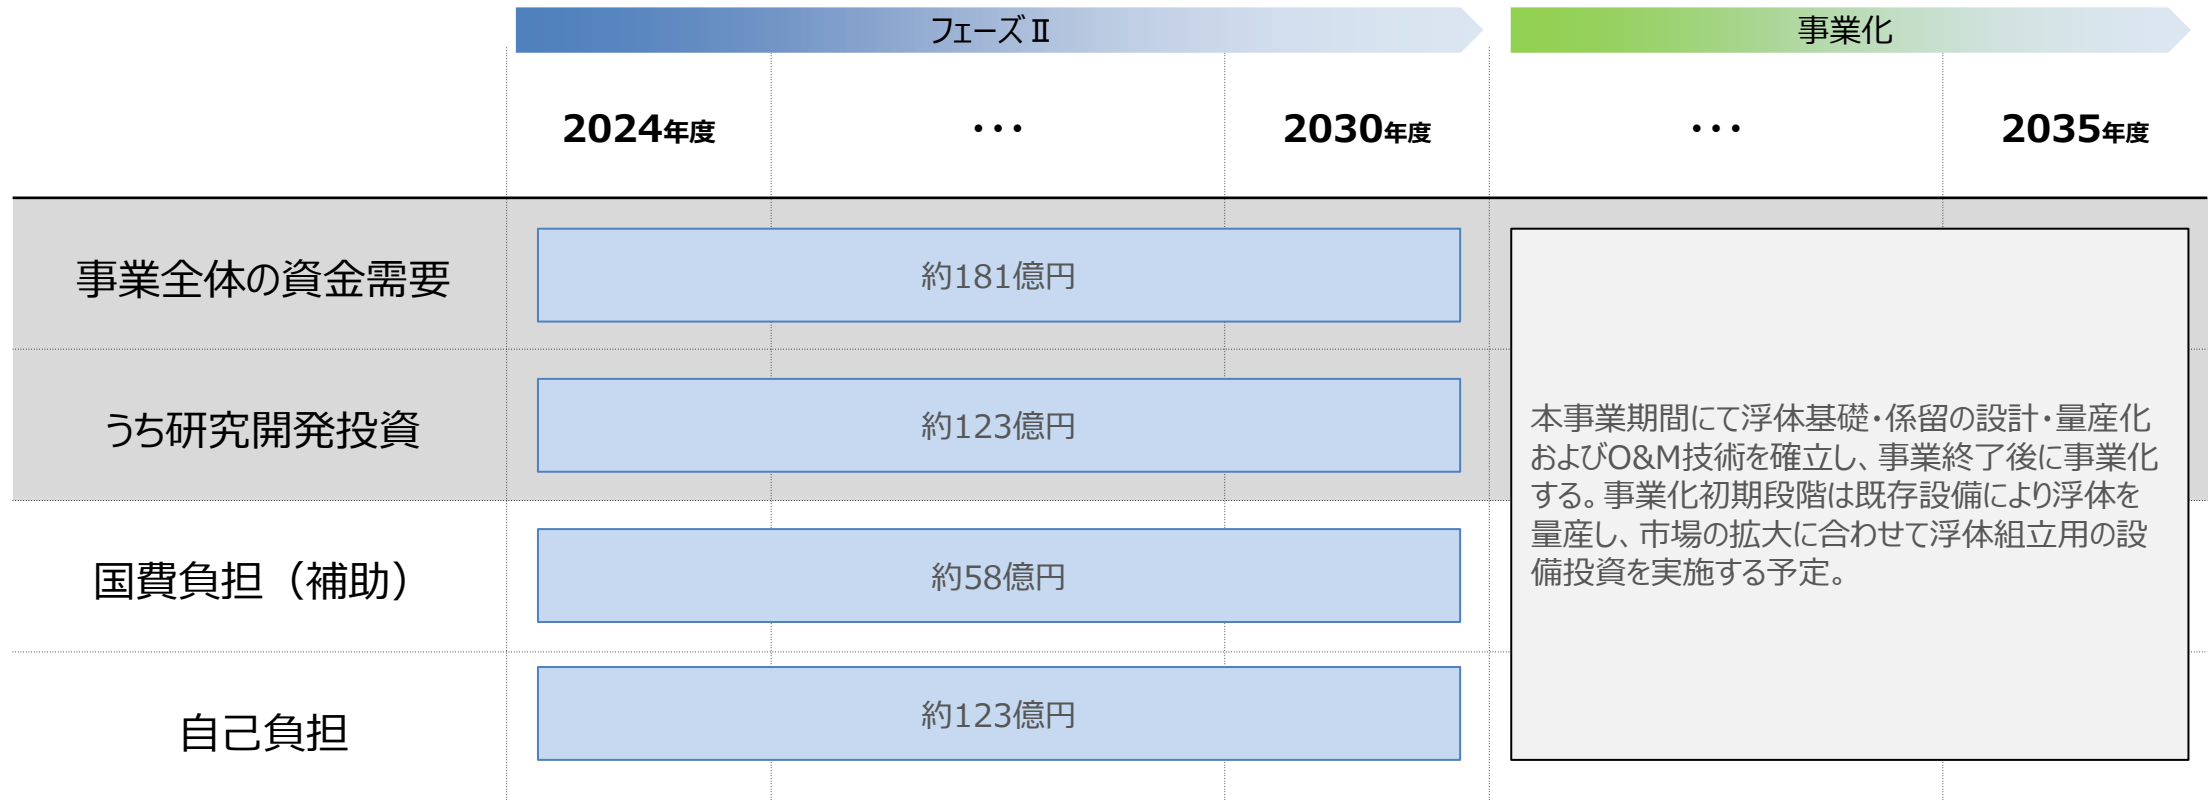 フェーズⅡ
事業化
2024年度
･･･
2030年度
･･･
2035年度
事業全体の資金需要
約181億円
うち研究開発投資
約123億円
国費負担（補助）
約58億円
自己負担
約123億円
本事業期間にて浮体基礎・係留の設計・量産化
およびO&M技術を確立し、事業終了後に事業化
する。事業化初期段階は既存設備により浮体を
量産し、市場の拡大に合わせて浮体組立用の設
備投資を実施する予定。